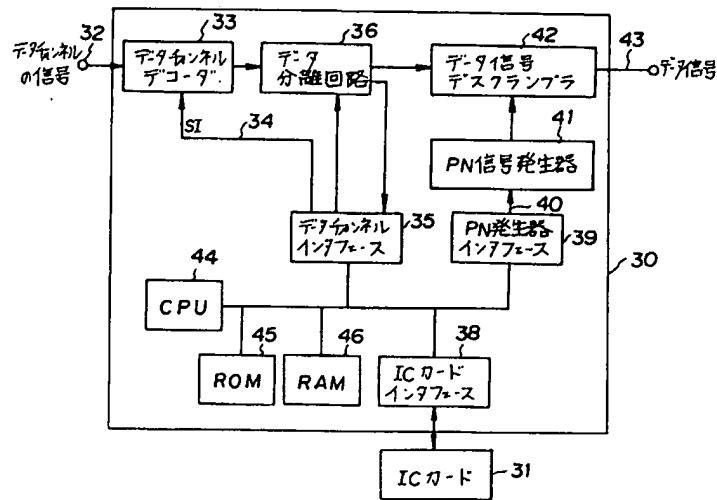 33
36
42
32
データチャンネル
の信号
データチャンネル
デコーダ
データ
分離回路
データ信号
デスクランブラ
43
データ信号
41
SI
34
PN信号発生器
40
データチャンネル
インタフェース
35
PN発生器
インタフェース
39
30
44
CPU
45
46
38
ROM
RAM
ICカード
インタフェース
ICカード
31